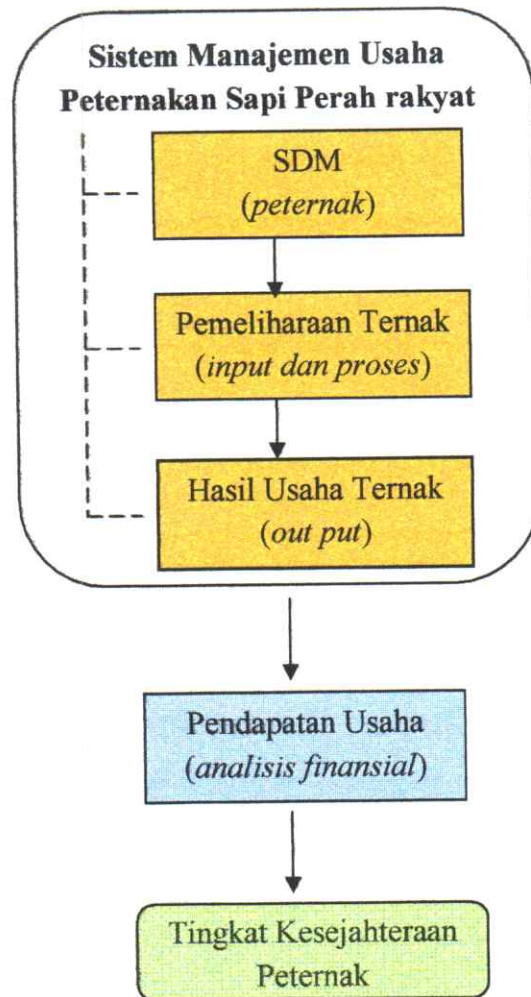 Sistem Manajemen Usaha
Peternakan Sapi Perah rakyat
SDM
(peternak)
Pemeliharaan Ternak
(input dan proses)
Hasil Usaha Ternak
(out put)
Pendapatan Usaha
(analisis finansial)
Tingkat Kesejahteraan
Peternak